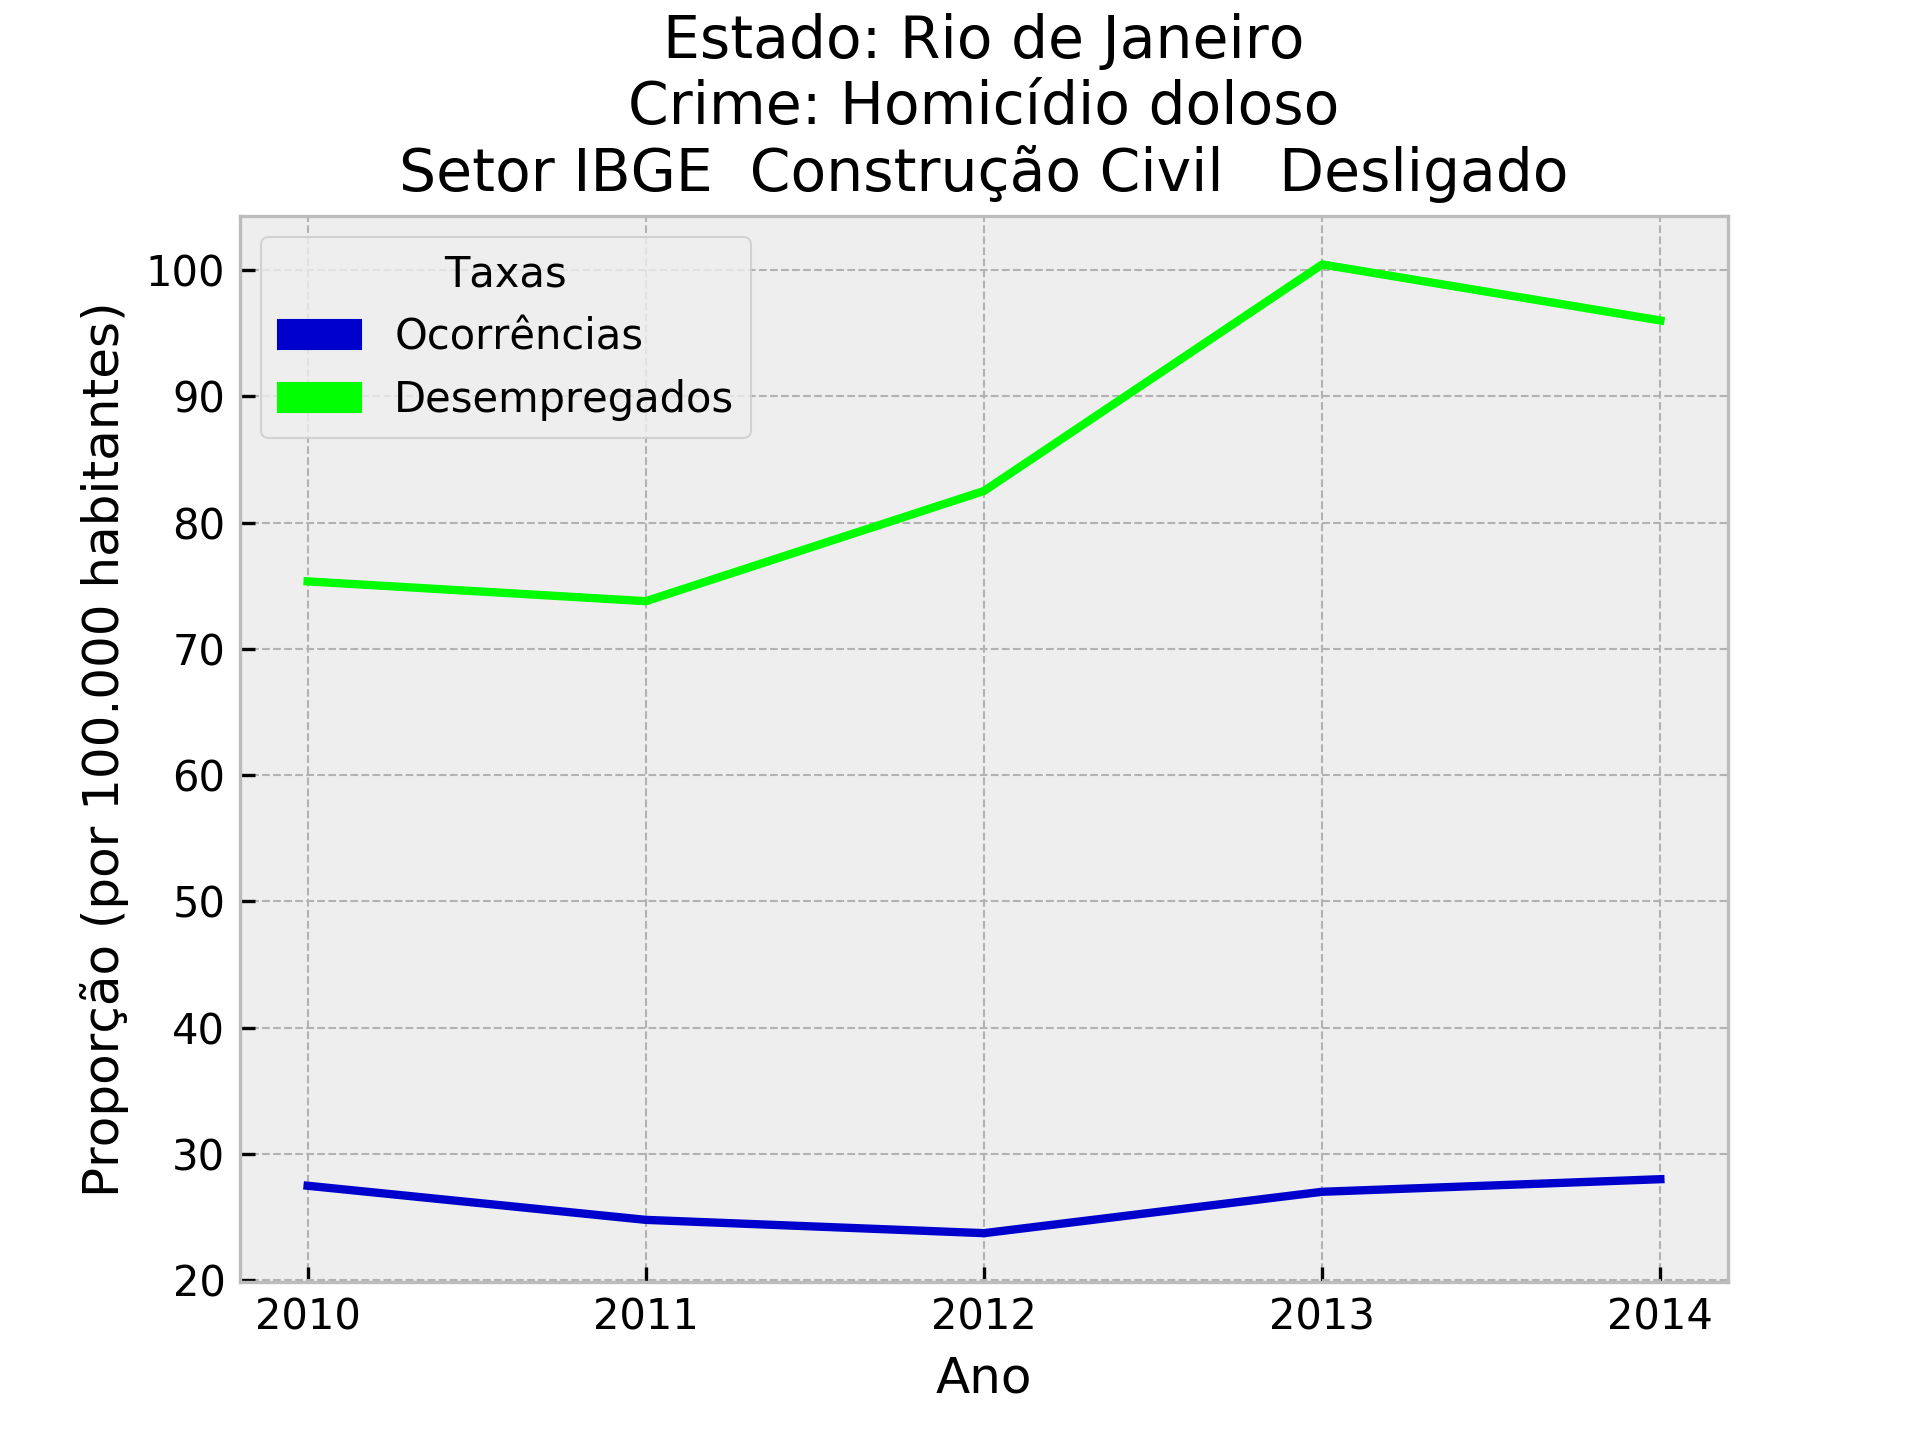 Estado: Rio de Janeiro
Crime: Homicídio doloso
Setor IBGE  Construção Civil   Desligado
Taxas
Ocorrências
Desempregados
Proporção (por 100.000 habitantes)
100
90
80
70
60
50
40
30
20
2010
2011
2012
2013
2014
Ano